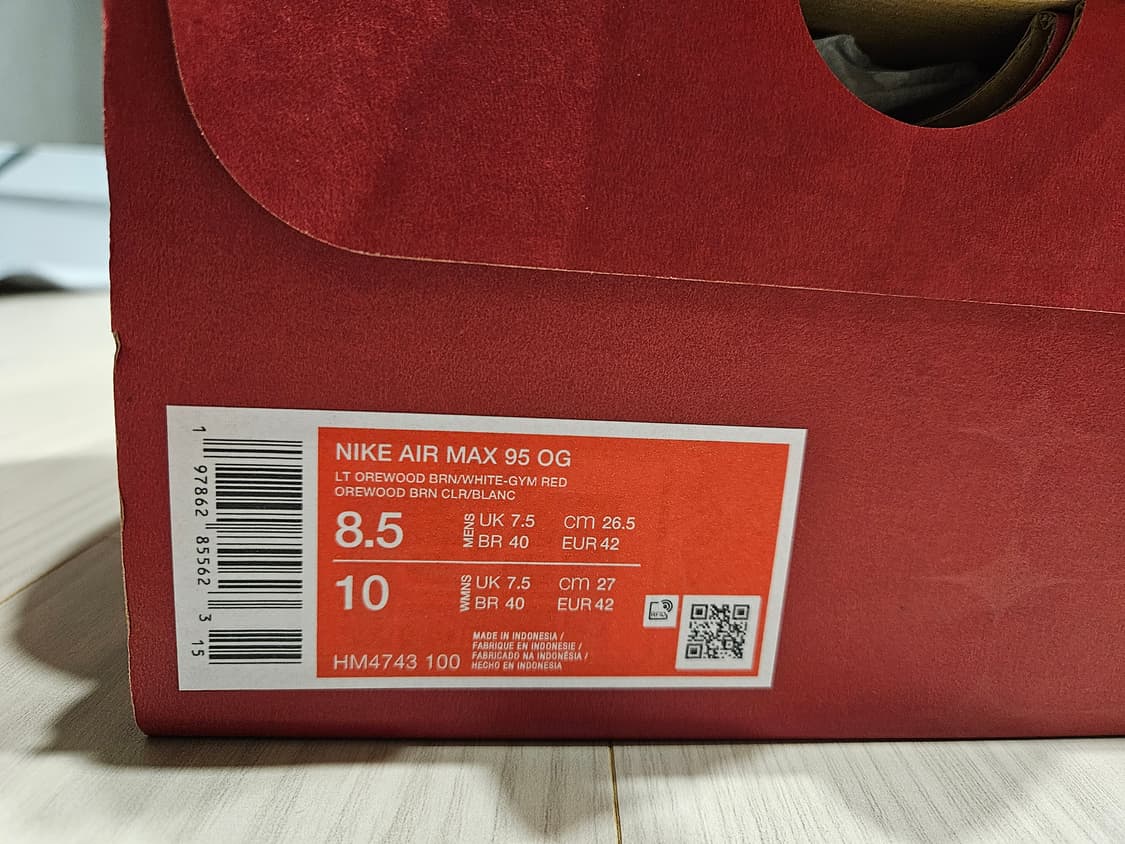 NIKE AIR MAX 95 OG
LT OREWOOD BRN/WHITE-GYM RED
OREWOOD BRN CLR/BLANC
8.5 MENS UK 7.5 cm 26.5
BR 40 EUR 42
10 WMNS UK 7.5 cm 27
BR 40 EUR 42
HM4743 100
MADE IN INDONESIA /
FABRIQUE EN INDONESIE /
FABRICADO NA INDONÉSIA /
HECHO EN INDONESIA
1 97862 85562 3 15